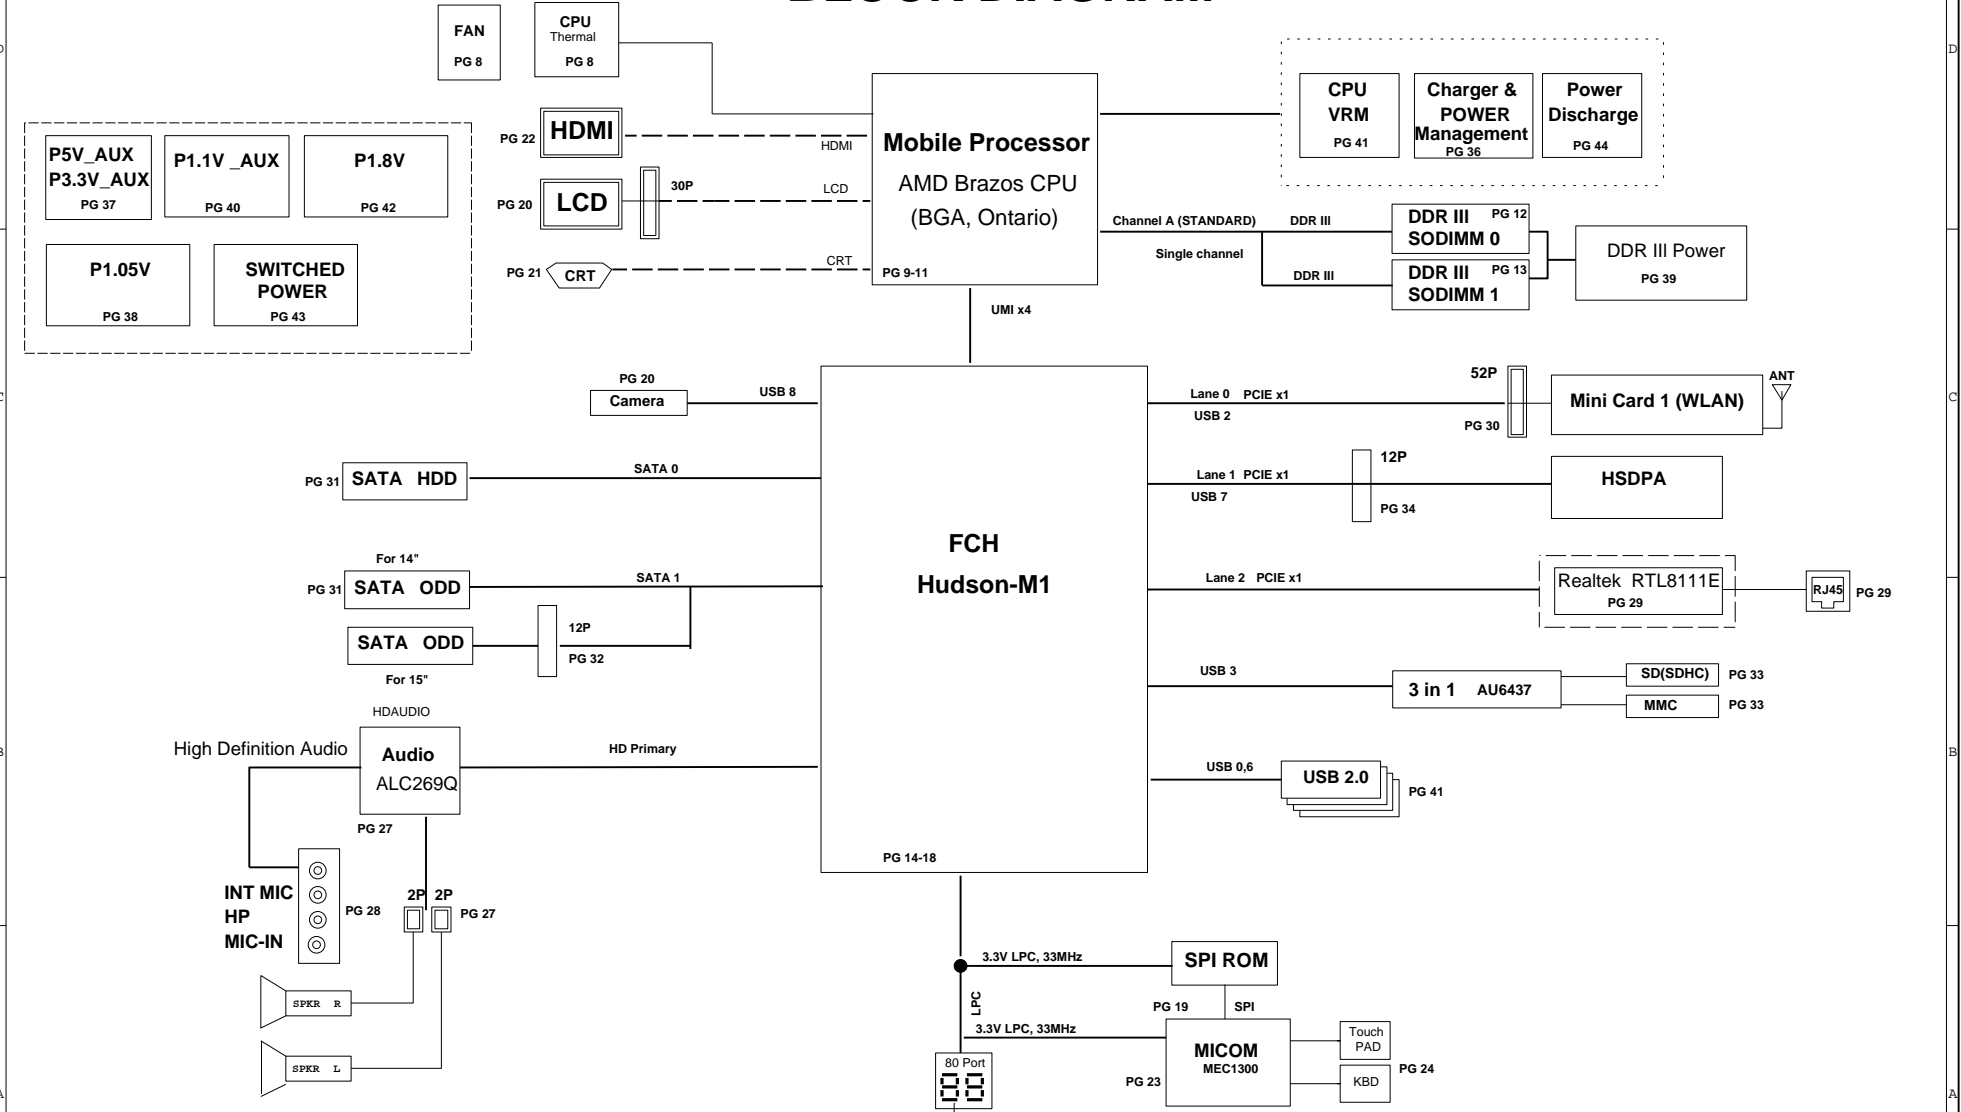 FAN
PG 8
CPU
Thermal
PG 8
P5V_AUX
P3.3V_AUX
PG 37
P1.1V _AUX
PG 40
P1.8V
PG 42
P1.05V
PG 38
SWITCHED
POWER
PG 43
PG 22
HDMI
HDMI
PG 20
LCD
30P
LCD
PG 21
CRT
CRT
Mobile Processor
AMD Brazos CPU
(BGA, Ontario)
PG 9-11
CPU
VRM
PG 41
Charger &
POWER
Management
PG 36
Power
Discharge
PG 44
Channel A (STANDARD)
DDR III
Single channel
DDR III
DDR III PG 12
SODIMM 0
DDR III PG 13
SODIMM 1
DDR III Power
PG 39
UMI x4
PG 20
Camera
USB 8
PG 31
SATA HDD
SATA 0
For 14"
PG 31
SATA ODD
SATA 1
SATA ODD
12P
PG 32
For 15"
HDAUDIO
High Definition Audio
Audio
ALC269Q
PG 27
HD Primary
INT MIC
HP
MIC-IN
PG 28
2P 2P
PG 27
SPKR R
SPKR L
FCH
Hudson-M1
PG 14-18
Lane 0 PCIE x1
USB 2
52P
PG 30
Mini Card 1 (WLAN)
ANT
Lane 1 PCIE x1
USB 7
12P
PG 34
HSDPA
Lane 2 PCIE x1
Realtek RTL8111E
PG 29
RJ45
PG 29
USB 3
3 in 1 AU6437
SD(SDHC)
PG 33
MMC
PG 33
USB 0,6
USB 2.0
PG 41
3.3V LPC, 33MHz
SPI ROM
LPC
PG 19
SPI
3.3V LPC, 33MHz
MICOM
MEC1300
PG 23
Touch
PAD
KBD
PG 24
80 Port
88
D
C
B
A